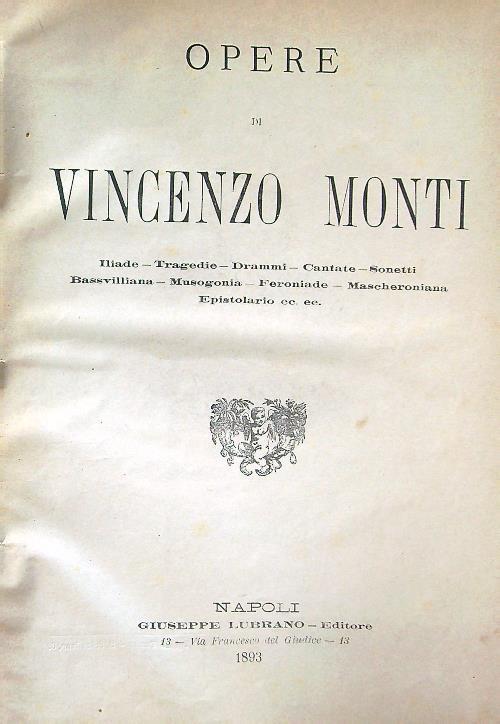 OPERE
DI
VINCENZO MONTI
Iliade – Tragedie – Drammi – Cantate – Sonetti
Bassvilliana – Musogonia – Feroniade – Mascheroniana
Epistolario ec. ec.
NAPOLI
GIUSEPPE LUBRANO – Editore
13 – Via Francesco del Giudice – 13
1893